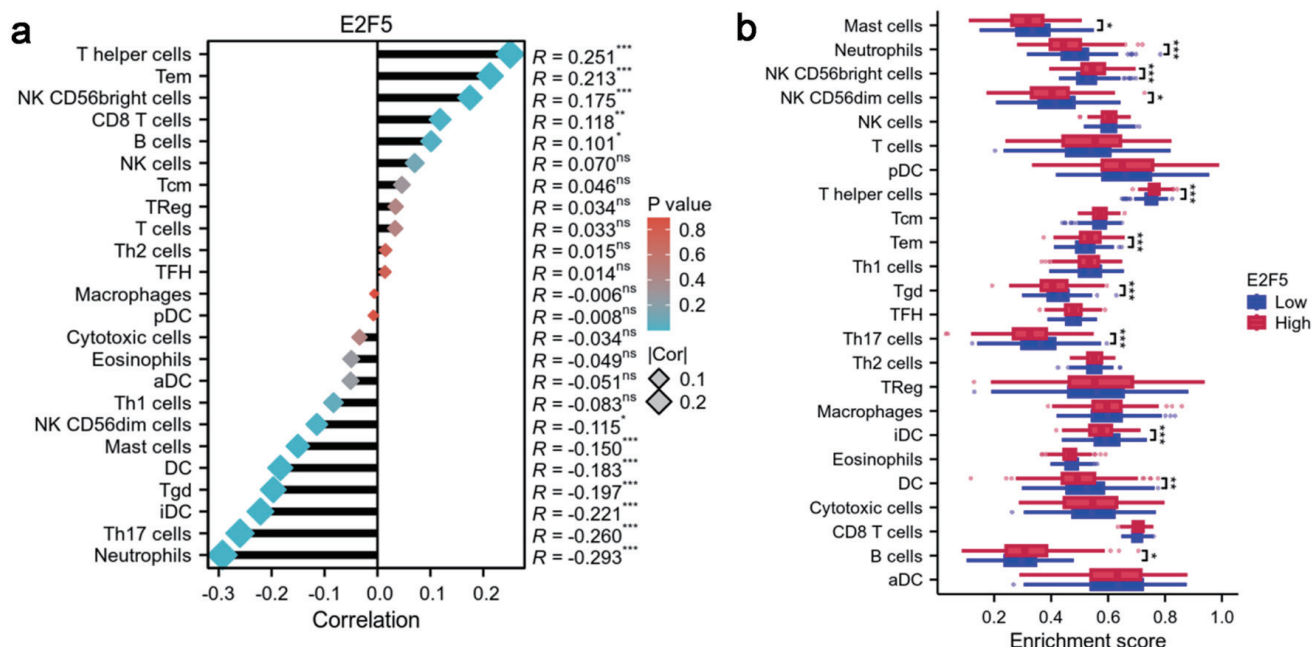 a
E2F5
T helper cells R = 0.251***
Tem R = 0.213***
NK CD56bright cells R = 0.175***
CD8 T cells R = 0.118**
B cells R = 0.101*
NK cells R = 0.070ns
Tcm R = 0.046ns
TReg R = 0.034ns
T cells R = 0.033ns
Th2 cells R = 0.015ns
TFH R = 0.014ns
Macrophages R = -0.006ns
pDC R = -0.008ns
Cytotoxic cells R = -0.034ns
Eosinophils R = -0.049ns
aDC R = -0.051ns
Th1 cells R = -0.083ns
NK CD56dim cells R = -0.115*
Mast cells R = -0.150***
DC R = -0.183***
Tgd R = -0.197***
iDC R = -0.221***
Th17 cells R = -0.260***
Neutrophils R = -0.293***
-0.3 -0.2 -0.1 0.0 0.1 0.2
Correlation
P value
0.8
0.6
0.4
0.2
|Cor|
0.1
0.2
b
Mast cells *
Neutrophils ***
NK CD56bright cells ***
NK CD56dim cells *
NK cells
T cells
pDC
T helper cells ***
Tcm
Tem ***
Th1 cells
Tgd ***
TFH
Th17 cells ***
Th2 cells
TReg
Macrophages
iDC ***
Eosinophils
DC **
Cytotoxic cells
CD8 T cells
B cells *
aDC
0.2 0.4 0.6 0.8 1.0
Enrichment score
E2F5
Low
High